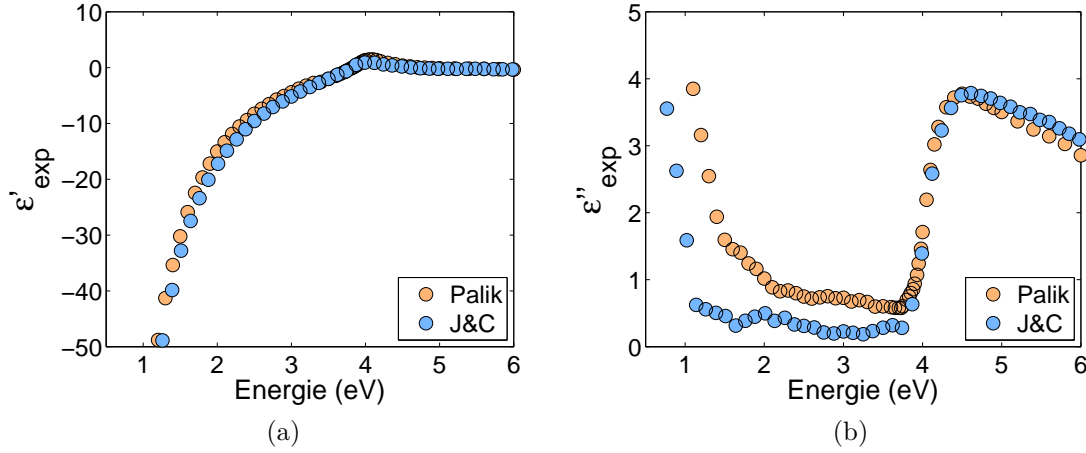 10
0
−10
−20
−30
−40
−50
ε'exp
1 2 3 4 5 6
Energie (eV)
Palik
J&C
(a)
5
4
3
2
1
0
ε''exp
1 2 3 4 5 6
Energie (eV)
Palik
J&C
(b)